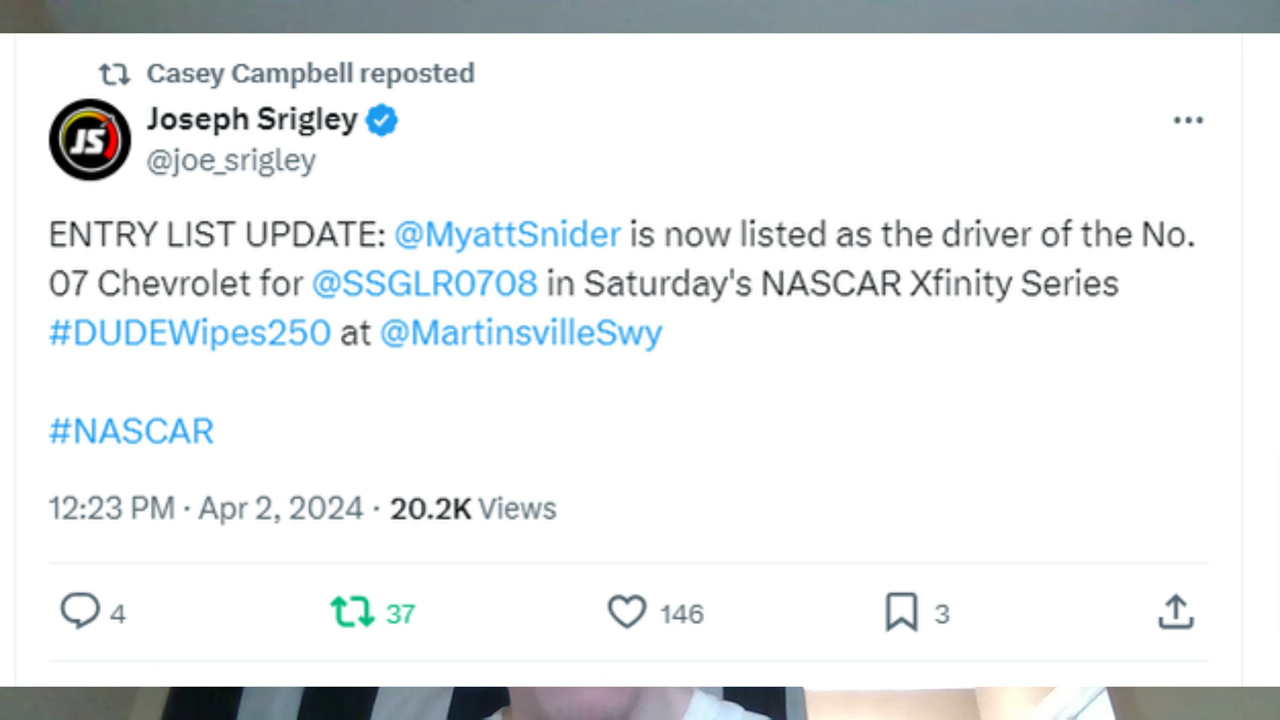 Casey Campbell reposted
JS
Joseph Srigley
@joe_srigley
ENTRY LIST UPDATE: @MyattSnider is now listed as the driver of the No.
07 Chevrolet for @SSGLR0708 in Saturday's NASCAR Xfinity Series
#DUDEWipes250 at @MartinsvilleSwy
#NASCAR
12:23 PM · Apr 2, 2024 · 20.2K Views
4 37 146 3